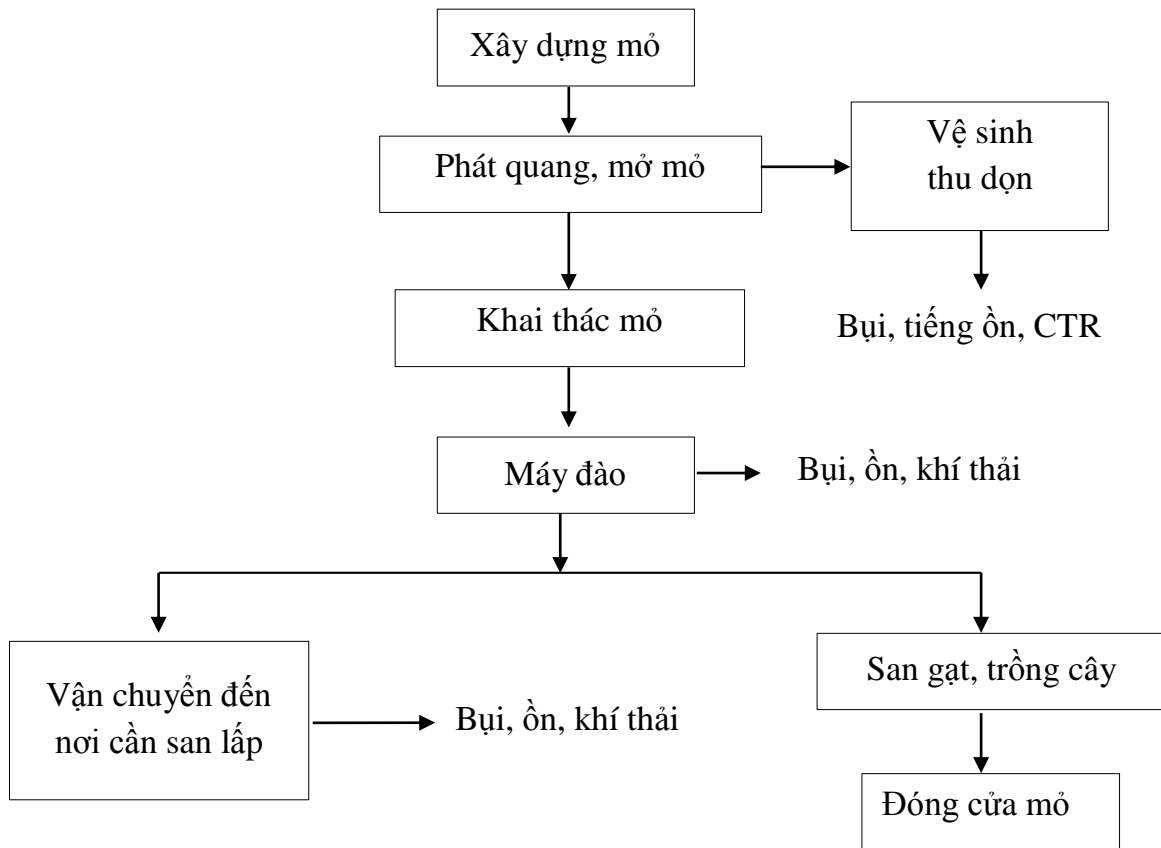 Xây dựng mỏ
Phát quang, mở mỏ
Vệ sinh
thu dọn
Khai thác mỏ
Bụi, tiếng ồn, CTR
Máy đào
Bụi, ồn, khí thải
Vận chuyển đến
nơi cần san lấp
Bụi, ồn, khí thải
San gạt, trồng cây
Đóng cửa mỏ